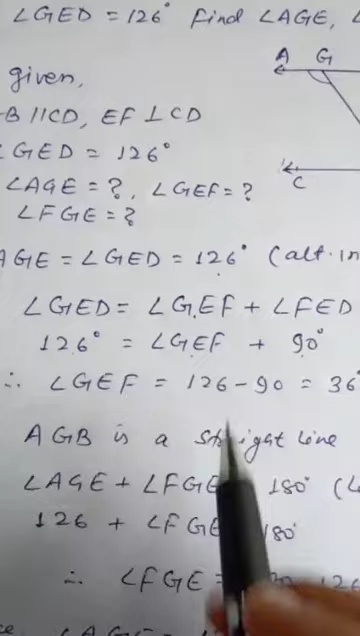 ∠GED = 126° Find ∠AGE, ∠
A G
given,
B // CD, EF ⊥ CD
∠GED = 126°
C
∠AGE = ?, ∠GEF = ?
∠FGE = ?
AGE = ∠GED = 126° (alt. in
∠GED = ∠GEF + ∠FED
126° = ∠GEF + 90°
∴ ∠GEF = 126 - 90 = 36°
AGB is a straight line
∠AGE + ∠FGE 180° (L
126 + ∠FGE 180°
∴ ∠FGE = 126